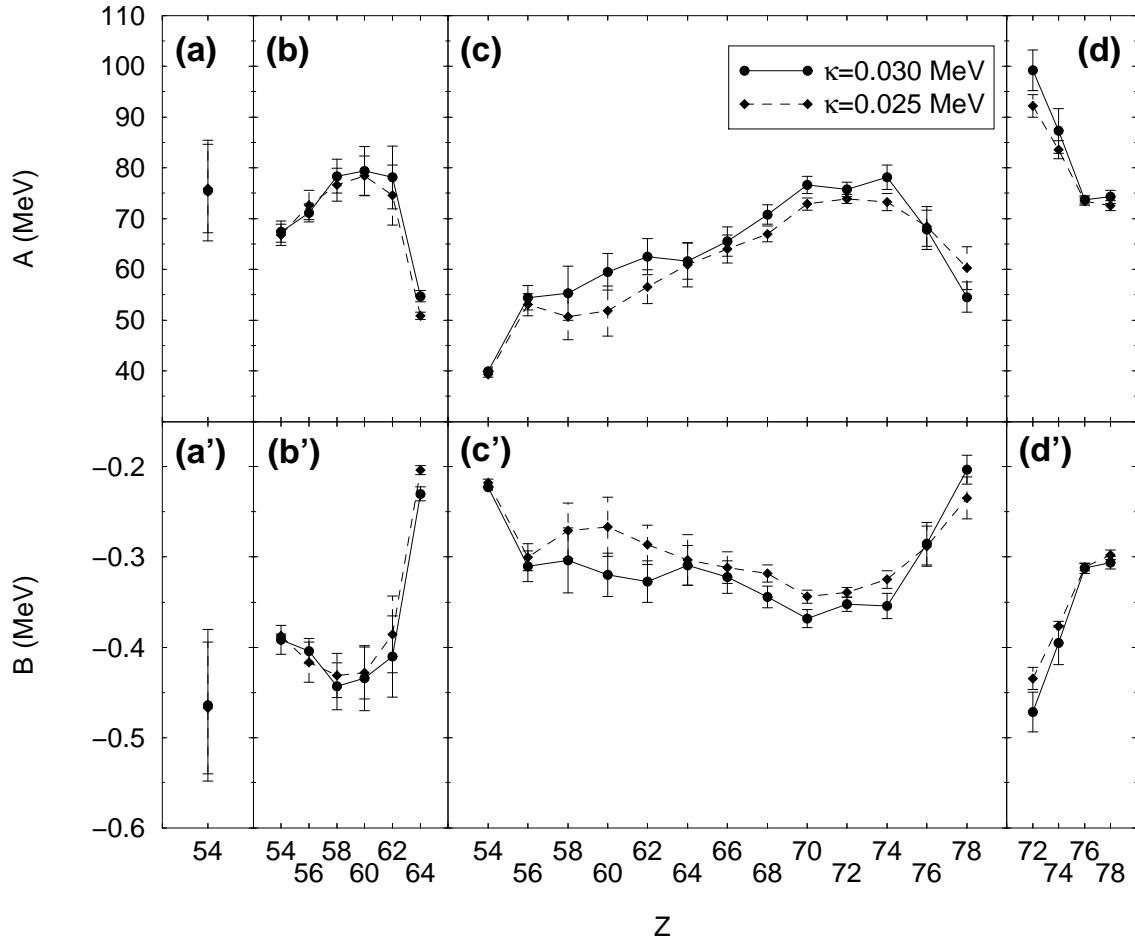 (a) (b) (c) (d)
κ=0.030 MeV
κ=0.025 MeV
110
100
90
80
70
60
50
40
A (MeV)
(a’) (b’) (c’) (d’)
−0.2
−0.3
−0.4
−0.5
−0.6
B (MeV)
54 54 58 62 54 58 62 66 70 74 78 72 76
56 60 64 56 60 64 68 72 76 74 78
Z